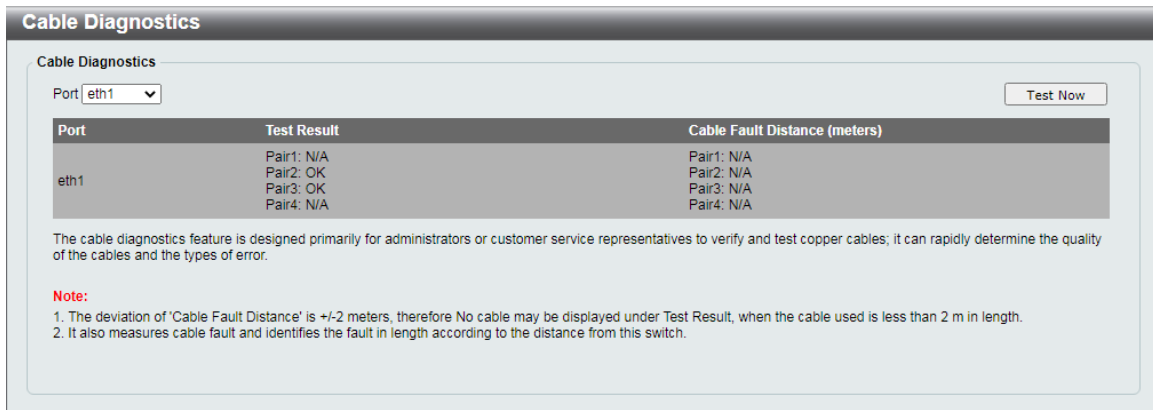 Cable Diagnostics
Cable Diagnostics
Port eth1 Test Now
Port Test Result Cable Fault Distance (meters)
eth1
Pair1: N/A Pair1: N/A
Pair2: OK Pair2: N/A
Pair3: OK Pair3: N/A
Pair4: N/A Pair4: N/A
The cable diagnostics feature is designed primarily for administrators or customer service representatives to verify and test copper cables; it can rapidly determine the quality
of the cables and the types of error.
Note:
1. The deviation of 'Cable Fault Distance' is +/-2 meters, therefore No cable may be displayed under Test Result, when the cable used is less than 2 m in length.
2. It also measures cable fault and identifies the fault in length according to the distance from this switch.